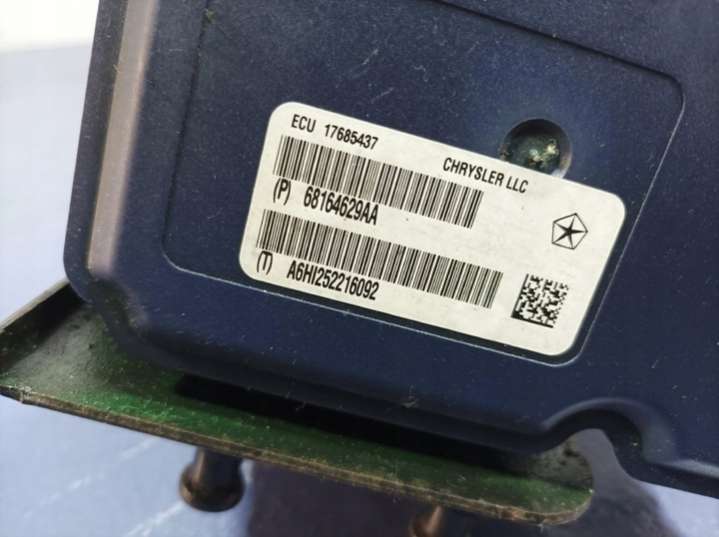 ECU 17685437
CHRYSLER LLC
(P) 68164629AA
(T) A6HI252216092